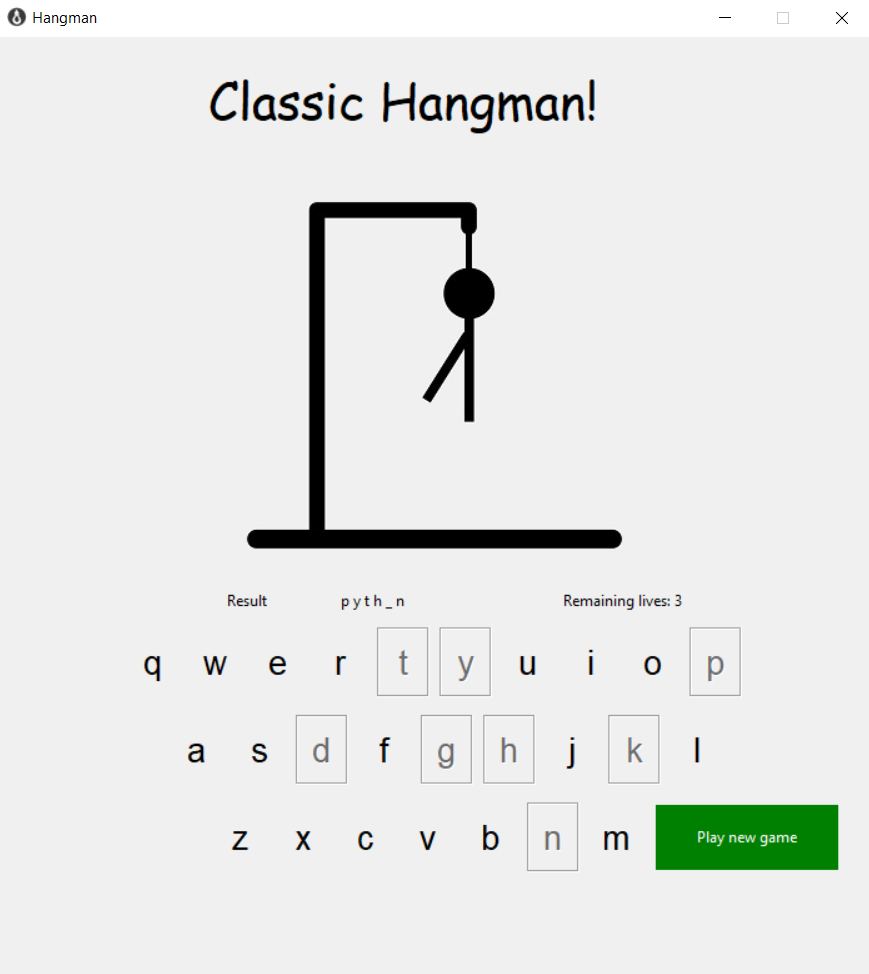 Hangman
Classic Hangman!
Result p y t h _ n Remaining lives: 3
q w e r t y u i o p
a s d f g h j k l
z x c v b n m Play new game